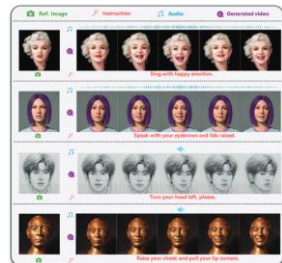 Ref. Image Instruction Audio Generated video
Sing with happy emotion.
Speak with your eyebrows and lids raised.
Turn your head left, please.
Raise your cheek and pull your lip corners.